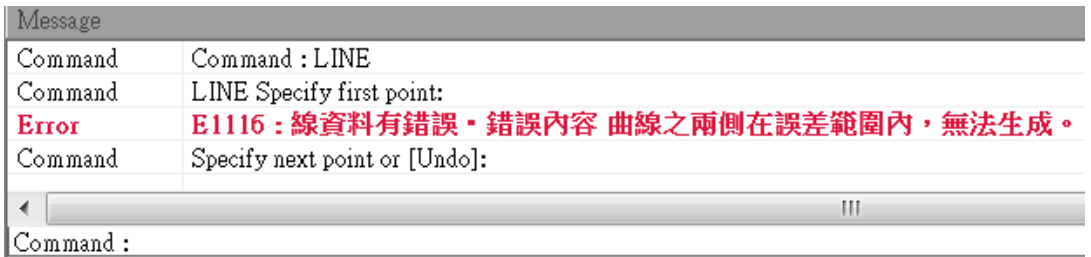 Message
Command Command : LINE
Command LINE Specify first point:
Error E1116：線資料有錯誤．錯誤內容 曲線之兩側在誤差範圍內，無法生成。
Command Specify next point or [Undo]:
Command :